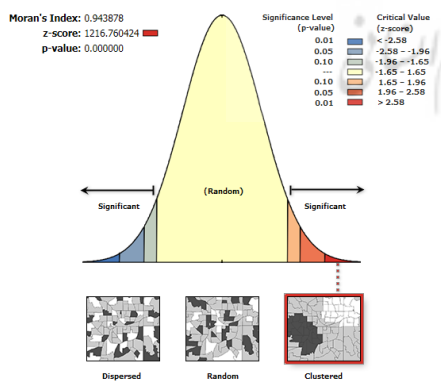 Moran's Index: 0.943878
z-score: 1216.760424
p-value: 0.000000
Significance Level (p-value)
Critical Value (z-score)
0.01 < -2.58
0.05 -2.58 – -1.96
0.10 -1.96 – -1.65
--- -1.65 – 1.65
0.10 1.65 – 1.96
0.05 1.96 – 2.58
0.01 > 2.58
Significant
(Random)
Significant
Dispersed
Random
Clustered